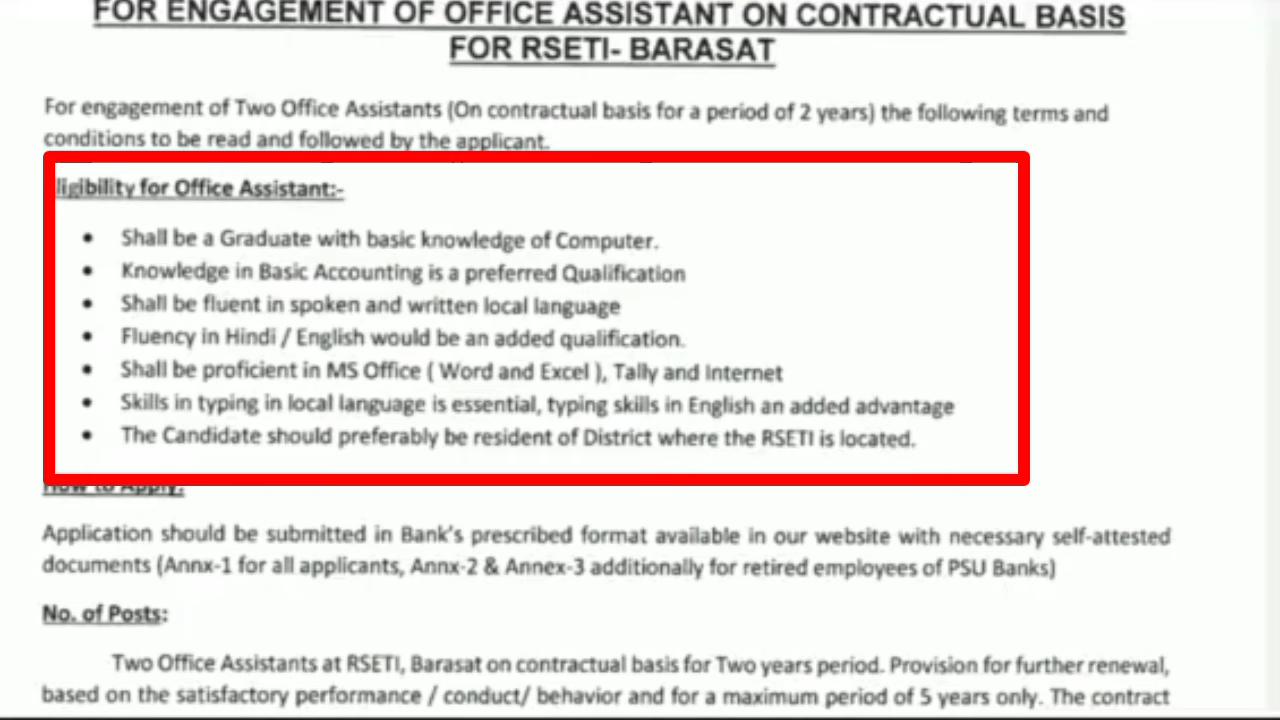 FOR ENGAGEMENT OF OFFICE ASSISTANT ON CONTRACTUAL BASIS
FOR RSETI- BARASAT
For engagement of Two Office Assistants (On contractual basis for a period of 2 years) the following terms and
conditions to be read and followed by the applicant.
ligibility for Office Assistant:-
• Shall be a Graduate with basic knowledge of Computer.
• Knowledge in Basic Accounting is a preferred Qualification
• Shall be fluent in spoken and written local language
• Fluency in Hindi / English would be an added qualification.
• Shall be proficient in MS Office ( Word and Excel ), Tally and Internet
• Skills in typing in local language is essential, typing skills in English an added advantage
• The Candidate should preferably be resident of District where the RSETI is located.
How to Apply:
Application should be submitted in Bank's prescribed format available in our website with necessary self-attested
documents (Annx-1 for all applicants, Annx-2 & Annex-3 additionally for retired employees of PSU Banks)
No. of Posts:
Two Office Assistants at RSETI, Barasat on contractual basis for Two years period. Provision for further renewal,
based on the satisfactory performance / conduct/ behavior and for a maximum period of 5 years only. The contract